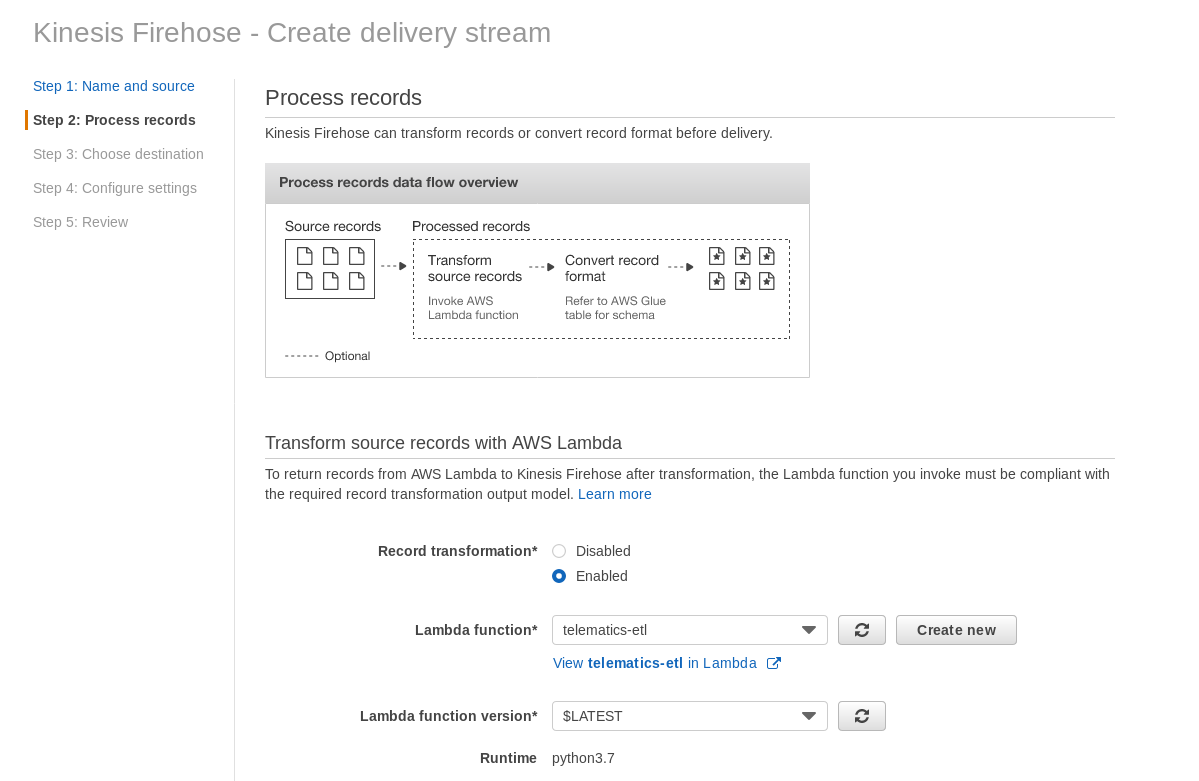 Kinesis Firehose - Create delivery stream
Step 1: Name and source
Step 2: Process records
Step 3: Choose destination
Step 4: Configure settings
Step 5: Review
Process records
Kinesis Firehose can transform records or convert record format before delivery.
Process records data flow overview
Source records
Processed records
Transform
source records
Invoke AWS
Lambda function
Convert record
format
Refer to AWS Glue
table for schema
Optional
Transform source records with AWS Lambda
To return records from AWS Lambda to Kinesis Firehose after transformation, the Lambda function you invoke must be compliant with
the required record transformation output model. Learn more
Record transformation*
Disabled
Enabled
Lambda function*
telematics-etl
Create new
View telematics-etl in Lambda
Lambda function version*
$LATEST
Runtime
python3.7